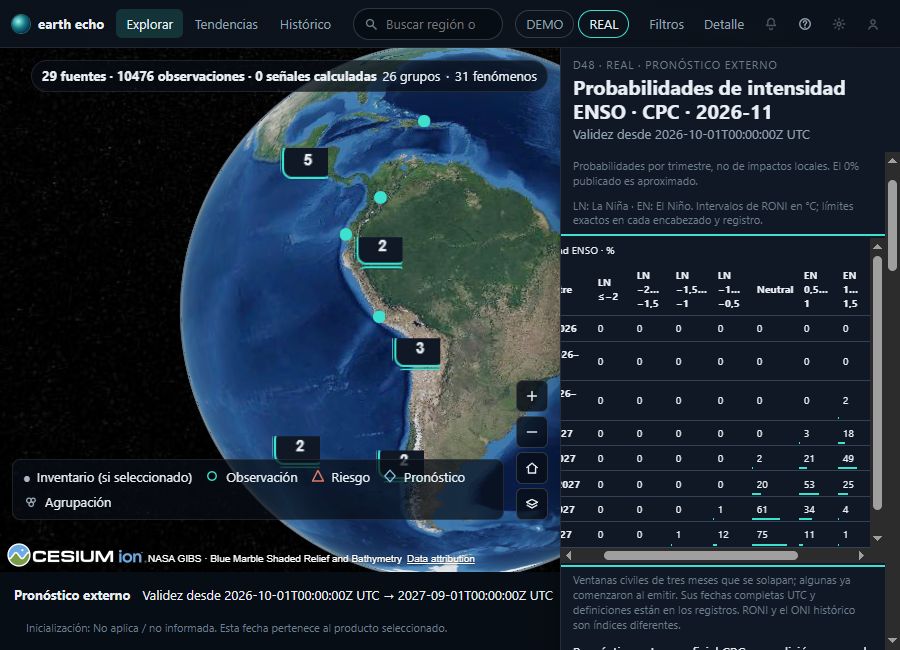 earth echo Explorar Tendencias Histórico Buscar región o DEMO REAL Filtros Detalle
29 fuentes · 10476 observaciones · 0 señales calculadas 26 grupos · 31 fenómenos
5
2
3
2
2
+
−
Inventario (si seleccionado) Observación Riesgo Pronóstico
Agrupación
CESIUM ion NASA GIBS · Blue Marble Shaded Relief and Bathymetry Data attribution
Pronóstico externo Validez desde 2026-10-01T00:00:00Z UTC → 2027-09-01T00:00:00Z UTC
Inicialización: No aplica / no informada. Esta fecha pertenece al producto seleccionado.
D48 · REAL · PRONÓSTICO EXTERNO
Probabilidades de intensidad
ENSO · CPC · 2026-11
Validez desde 2026-10-01T00:00:00Z UTC
Probabilidades por trimestre, no de impactos locales. El 0%
publicado es aproximado.
LN: La Niña · EN: El Niño. Intervalos de RONI en °C; límites
exactos en cada encabezado y registro.
d ENSO · %
tre LN ≤−2 LN −2… −1,5 LN −1,5… −1 LN −1… −0,5 Neutral EN 0,5… 1 EN 1… 1,5
026 0 0 0 0 0 0 0
26– 0 0 0 0 0 0 0
26– 0 0 0 0 0 0 2
27 0 0 0 0 0 3 18
027 0 0 0 0 2 21 49
027 0 0 0 0 20 53 25
027 0 0 0 1 61 34 4
27 0 0 1 12 75 11 1
Ventanas civiles de tres meses que se solapan; algunas ya
comenzaron al emitir. Sus fechas completas UTC y
definiciones están en los registros. RONI y el ONI histórico
son índices diferentes.